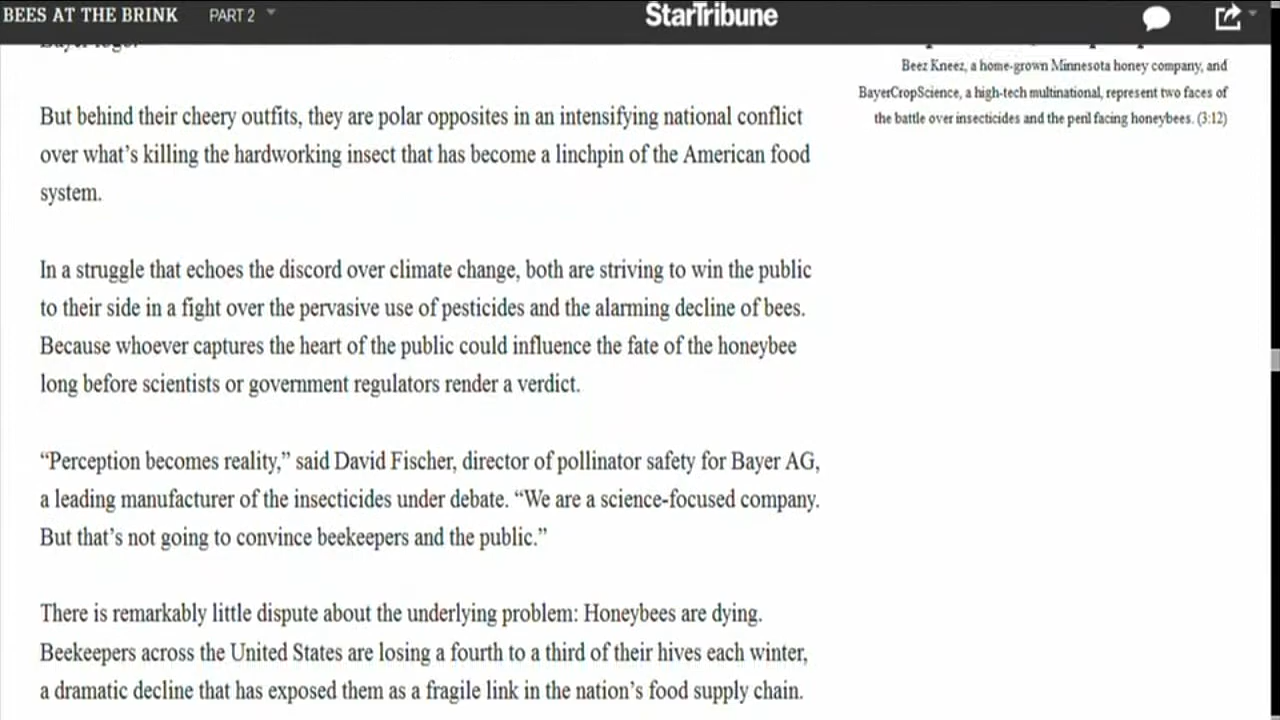 BEES AT THE BRINK PART 2
StarTribune
Beez Kneez, a home-grown Minnesota honey company, and
BayerCropScience, a high-tech multinational, represent two faces of
the battle over insecticides and the peril facing honeybees. (3:12)
But behind their cheery outfits, they are polar opposites in an intensifying national conflict
over what’s killing the hardworking insect that has become a linchpin of the American food
system.
In a struggle that echoes the discord over climate change, both are striving to win the public
to their side in a fight over the pervasive use of pesticides and the alarming decline of bees.
Because whoever captures the heart of the public could influence the fate of the honeybee
long before scientists or government regulators render a verdict.
“Perception becomes reality,” said David Fischer, director of pollinator safety for Bayer AG,
a leading manufacturer of the insecticides under debate. “We are a science-focused company.
But that’s not going to convince beekeepers and the public.”
There is remarkably little dispute about the underlying problem: Honeybees are dying.
Beekeepers across the United States are losing a fourth to a third of their hives each winter,
a dramatic decline that has exposed them as a fragile link in the nation’s food supply chain.